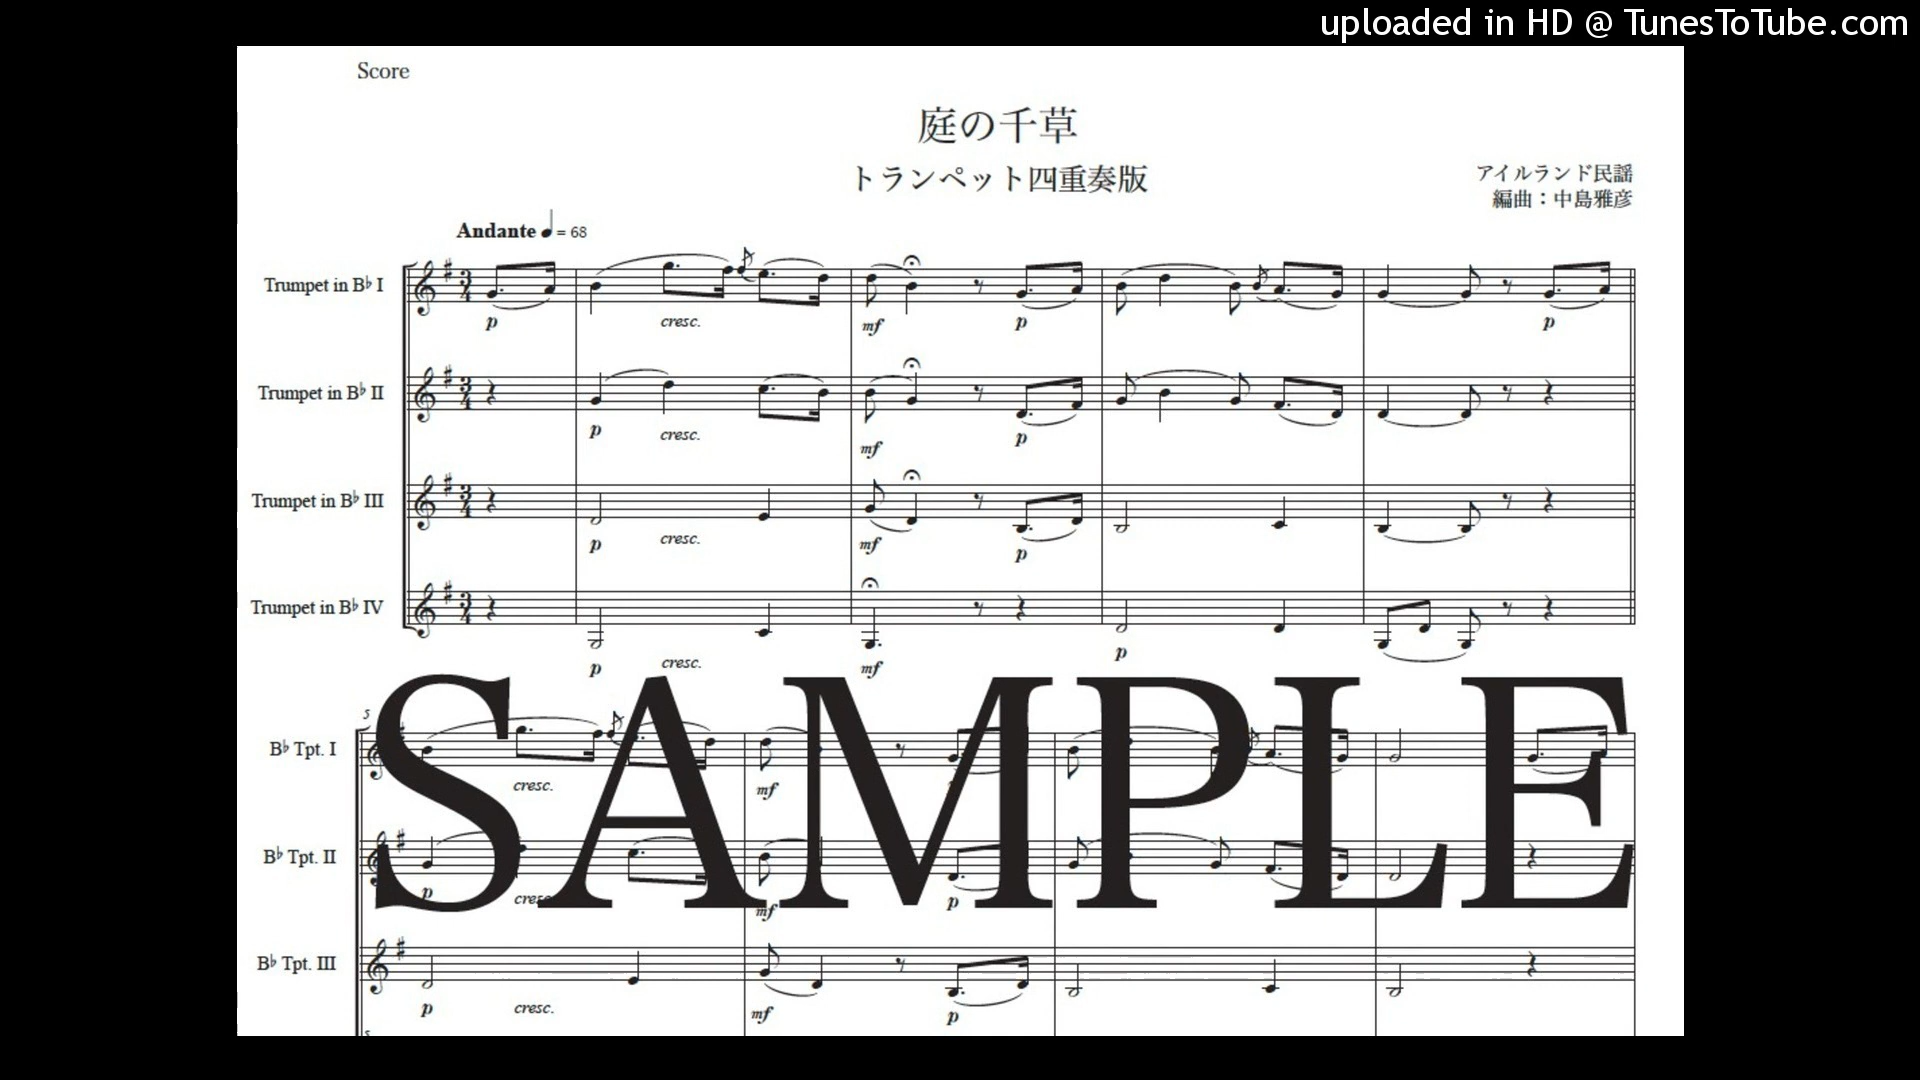 uploaded in HD @ TunesToTube.com
Score
庭の千草
トランペット四重奏版
アイルランド民謡
編曲：中島雅彦
Andante ♩= 68
Trumpet in B♭ I
p cresc. mf p p
Trumpet in B♭ II
p cresc. mf p
Trumpet in B♭ III
p cresc. mf p
Trumpet in B♭ IV
p cresc. mf p
SAMPLE
5
B♭ Tpt. I
cresc. mf
B♭ Tpt. II
p cresc. mf p
B♭ Tpt. III
p cresc. mf p